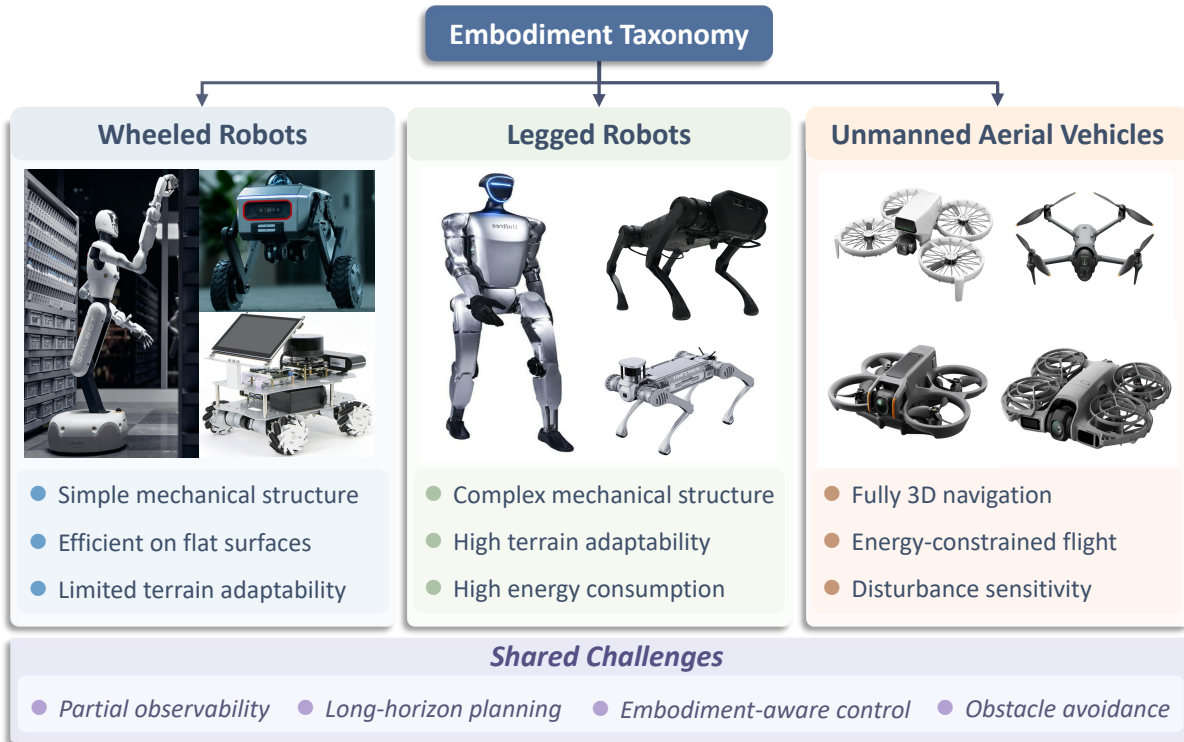 Embodiment Taxonomy
Wheeled Robots
Legged Robots
Unmanned Aerial Vehicles
Unitree
Simple mechanical structure
Efficient on flat surfaces
Limited terrain adaptability
Complex mechanical structure
High terrain adaptability
High energy consumption
Fully 3D navigation
Energy-constrained flight
Disturbance sensitivity
Shared Challenges
Partial observability
Long-horizon planning
Embodiment-aware control
Obstacle avoidance